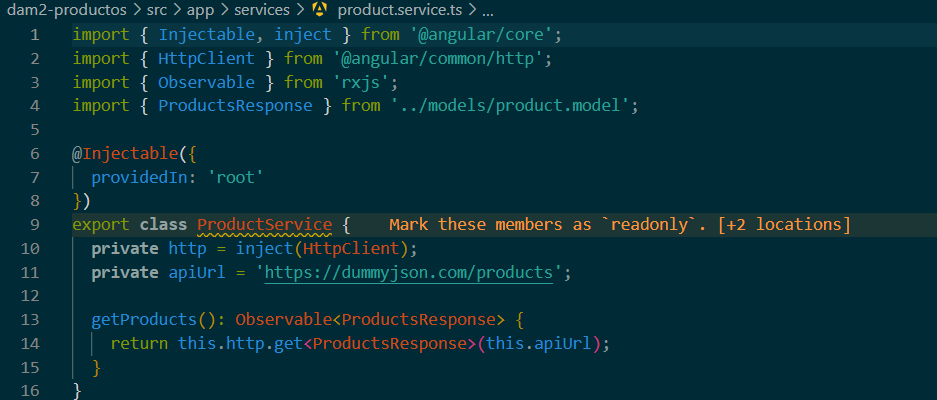 dam2-productos > src > app > services > product.service.ts > ...
1 import { Injectable, inject } from '@angular/core';
2 import { HttpClient } from '@angular/common/http';
3 import { Observable } from 'rxjs';
4 import { ProductsResponse } from '../models/product.model';
5
6 @Injectable({
7   providedIn: 'root'
8 })
9 export class ProductService {    Mark these members as `readonly`. [+2 locations]
10   private http = inject(HttpClient);
11   private apiUrl = 'https://dummyjson.com/products';
12
13   getProducts(): Observable<ProductsResponse> {
14     return this.http.get<ProductsResponse>(this.apiUrl);
15   }
16 }